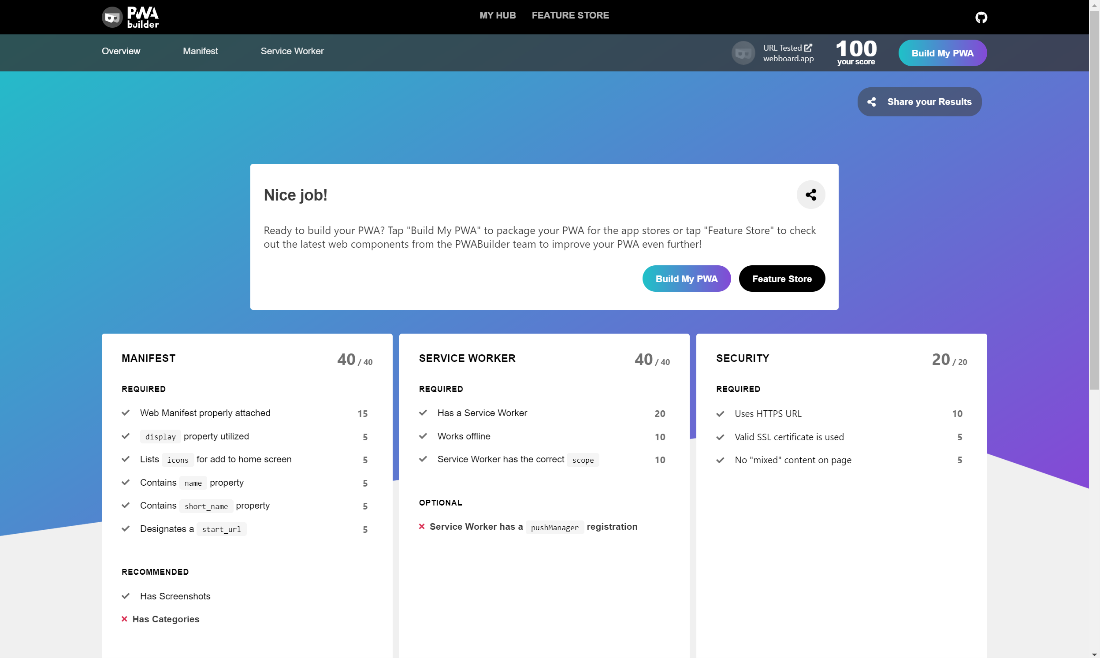 PWA
builder
MY HUB
FEATURE STORE
Overview
Manifest
Service Worker
URL Tested
webboard.app
100
your score
Build My PWA
Share your Results
Nice job!
Ready to build your PWA? Tap "Build My PWA" to package your PWA for the app stores or tap "Feature Store" to check
out the latest web components from the PWABuilder team to improve your PWA even further!
Build My PWA
Feature Store
MANIFEST
40 / 40
REQUIRED
Web Manifest properly attached 15
display property utilized 5
Lists icons for add to home screen 5
Contains name property 5
Contains short_name property 5
Designates a start_url 5
RECOMMENDED
Has Screenshots
Has Categories
SERVICE WORKER
40 / 40
REQUIRED
Has a Service Worker 20
Works offline 10
Service Worker has the correct scope 10
OPTIONAL
Service Worker has a pushManager registration
SECURITY
20 / 20
REQUIRED
Uses HTTPS URL 10
Valid SSL certificate is used 5
No "mixed" content on page 5